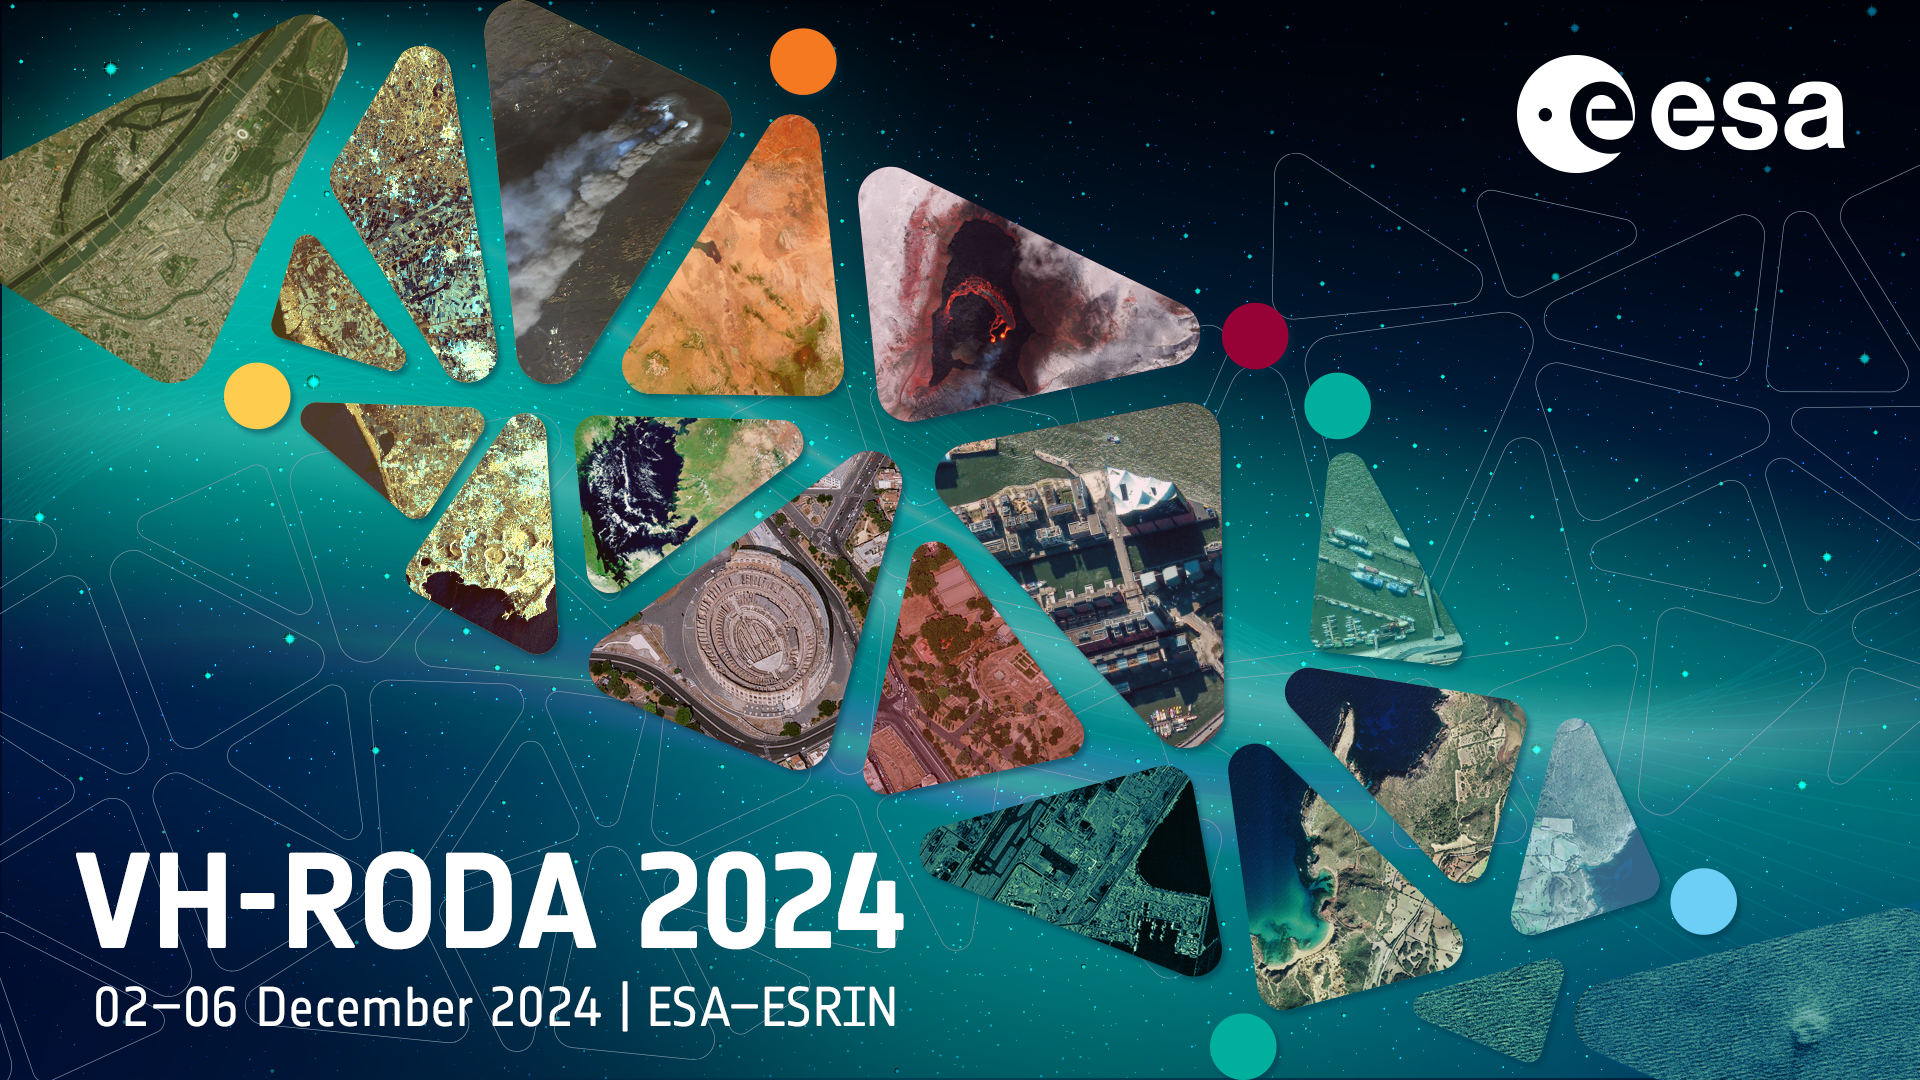 esa
VH-RODA 2024
02–06 December 2024 | ESA–ESRIN